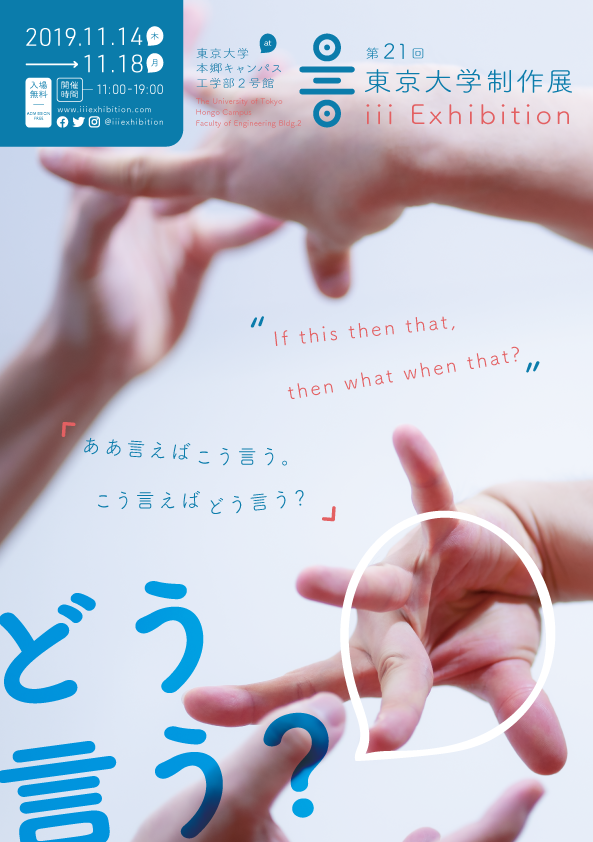 2019.11.14 木
11.18 月
入場無料
ADMISSION FREE
開催時間 11:00-19:00
www.iiiexhibition.com
@iiiexhibition
東京大学 at
本郷キャンパス
工学部2号館
The University of Tokyo
Hongo Campus
Faculty of Engineering Bldg.2
第21回
東京大学制作展
iii Exhibition
"If this then that,
then what when that?"
「ああ言えばこう言う。
こう言えばどう言う?」
どう
言う?